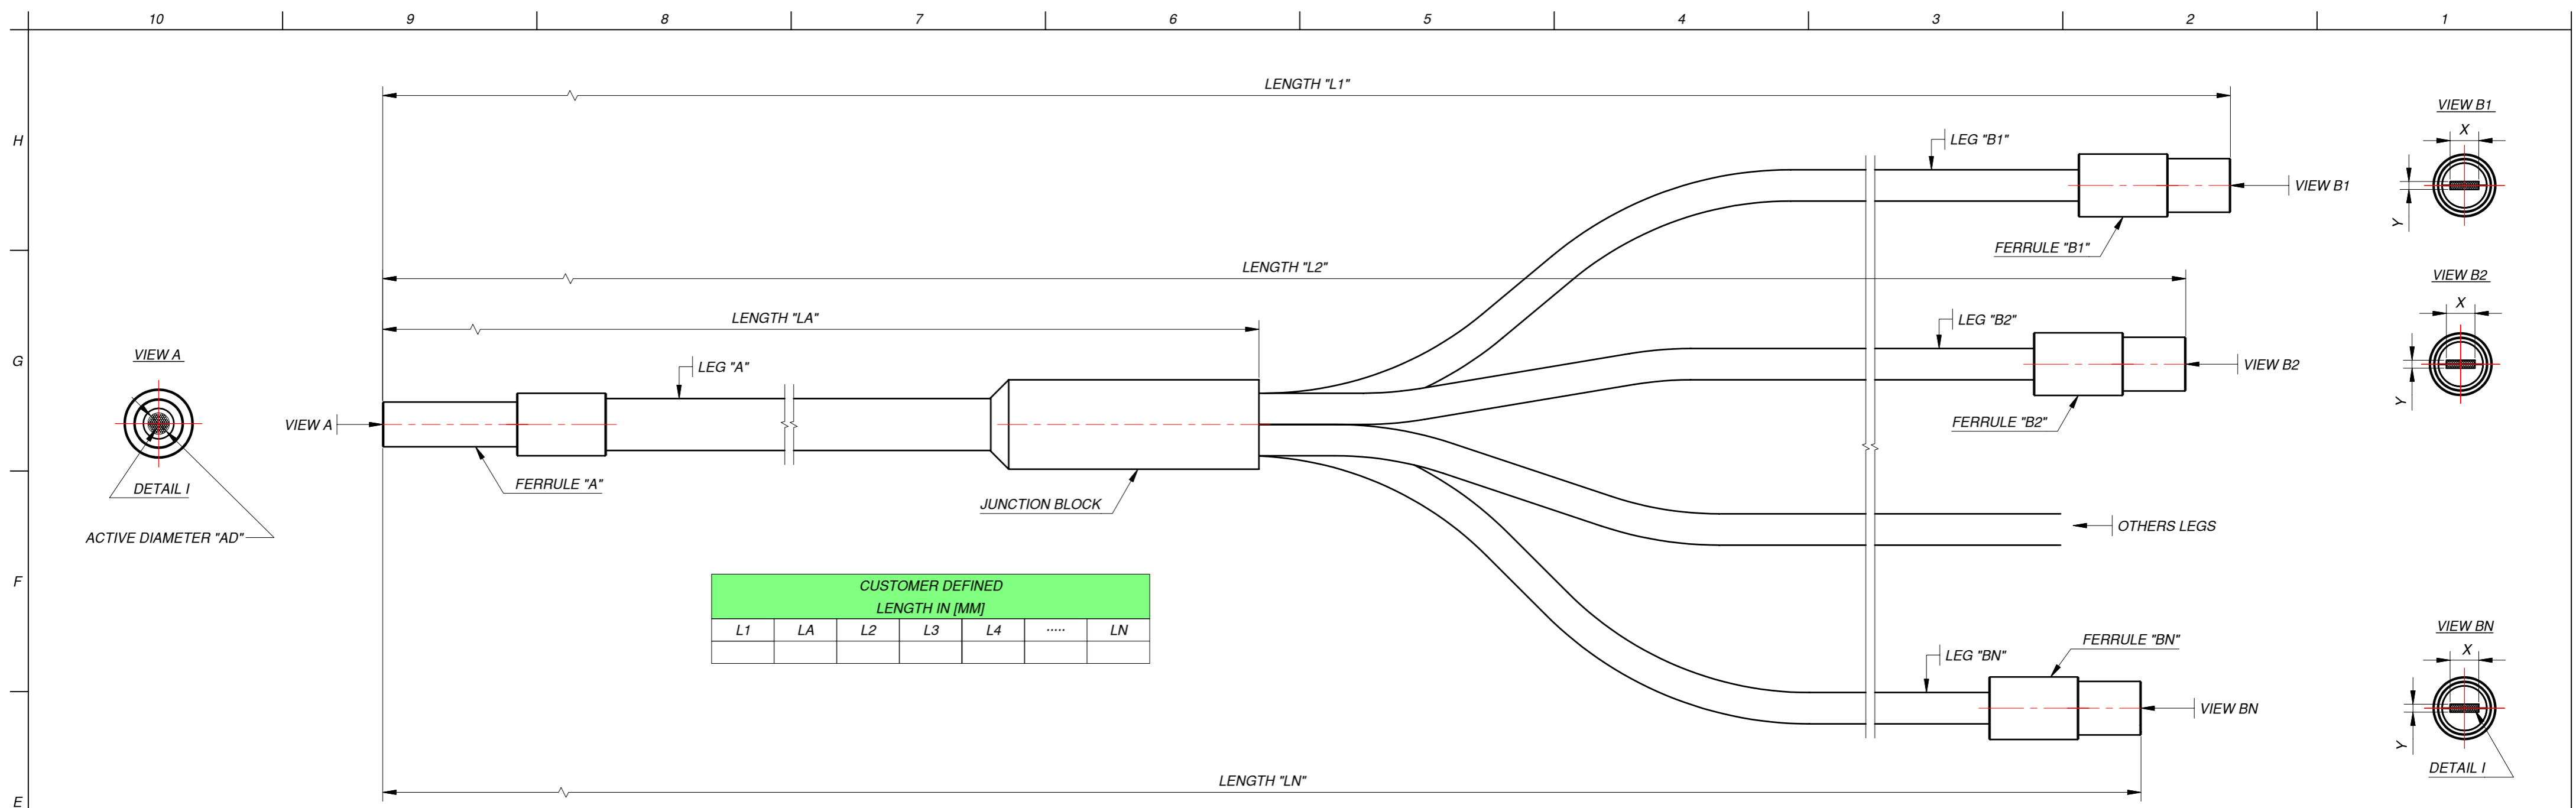 10 9 8 7 6 5 4 3 2 1
LENGTH "L1"
VIEW B1
X
H
LEG "B1"
VIEW B1
Y
FERRULE "B1"
LENGTH "L2"
VIEW B2
X
LENGTH "LA"
LEG "B2"
G
VIEW A
LEG "A"
VIEW B2
Y
VIEW A
FERRULE "B2"
DETAIL I
FERRULE "A"
JUNCTION BLOCK
OTHERS LEGS
ACTIVE DIAMETER "AD"
F
CUSTOMER DEFINED
LENGTH IN [MM]
L1 LA L2 L3 L4 ..... LN
VIEW BN
FERRULE "BN"
X
LEG "BN"
VIEW BN
Y
DETAIL I
LENGTH "LN"
E